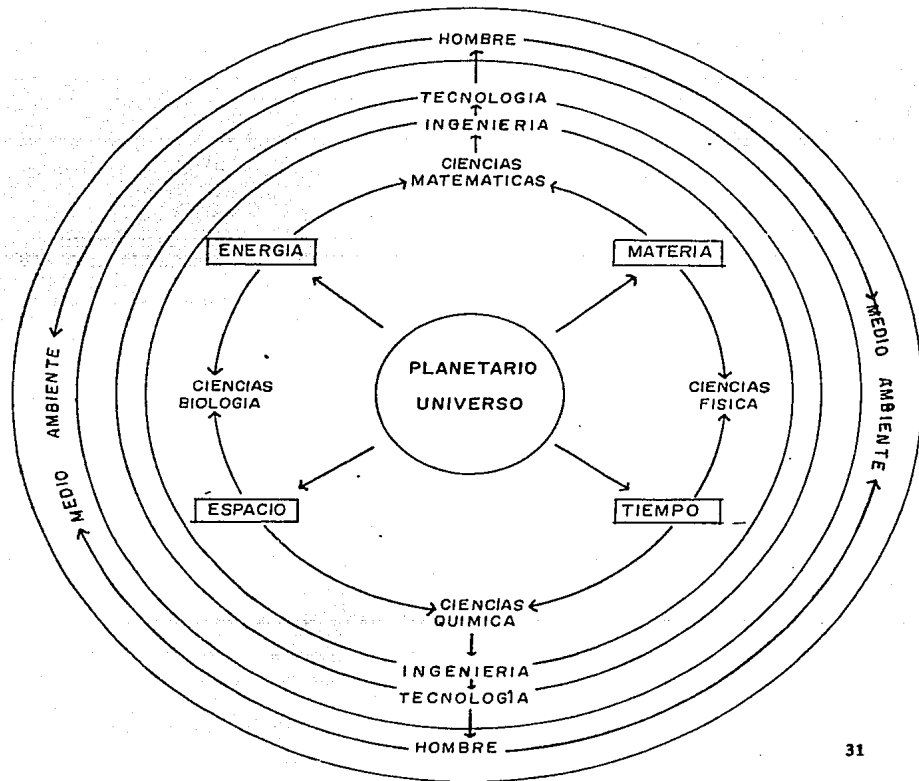 HOMBRE
TECNOLOGIA
INGENIERIA
CIENCIAS
MATEMATICAS
ENERGIA
MATERIA
MEDIO AMBIENTE
MEDIO AMBIENTE
PLANETARIO
UNIVERSO
CIENCIAS
BIOLOGIA
CIENCIAS
FISICA
ESPACIO
TIEMPO
CIENCIAS
QUIMICA
INGENIERIA
TECNOLOGIA
HOMBRE
31